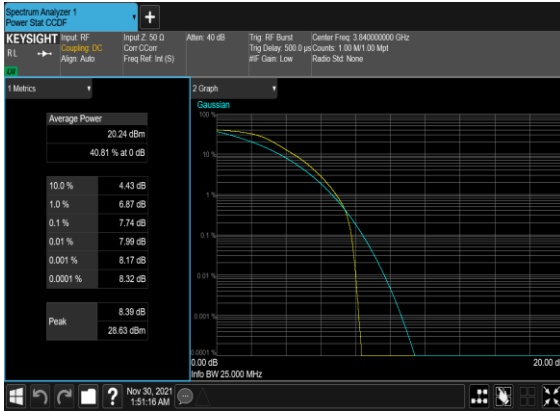 Spectrum Analyzer 1
Power Stat CCDF
KEYSIGHT
Input: RF
Input Z: 50 Ω
Atten: 40 dB
Trig: RF Burst
Center Freq: 3.840000000 GHz
RL
Coupling: DC
Corr CCorr
Trig Delay: 500.0 µs
Counts: 1.00 M/1.00 Mpt
Align: Auto
Freq Ref: Int (S)
#IF Gain: Low
Radio Std: None
1 Metrics
2 Graph
Gaussian
Average Power
20.24 dBm
40.81 % at 0 dB
10.0 % 4.43 dB
1.0 % 6.87 dB
0.1 % 7.74 dB
0.01 % 7.99 dB
0.001 % 8.17 dB
0.0001 % 8.32 dB
Peak
8.39 dB
28.63 dBm
100 %
10 %
1 %
0.1 %
0.01 %
0.001 %
0.0001 %
0.00 dB
20.00 d
Info BW 25.000 MHz
?
Nov 30, 2021
1:51:16 AM